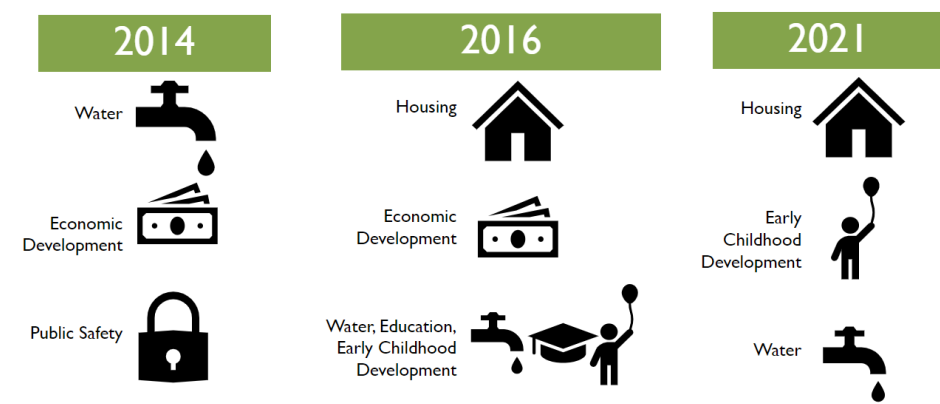 2014
Water
Economic
Development
Public Safety
2016
Housing
Economic
Development
Water, Education,
Early Childhood
Development
2021
Housing
Early
Childhood
Development
Water